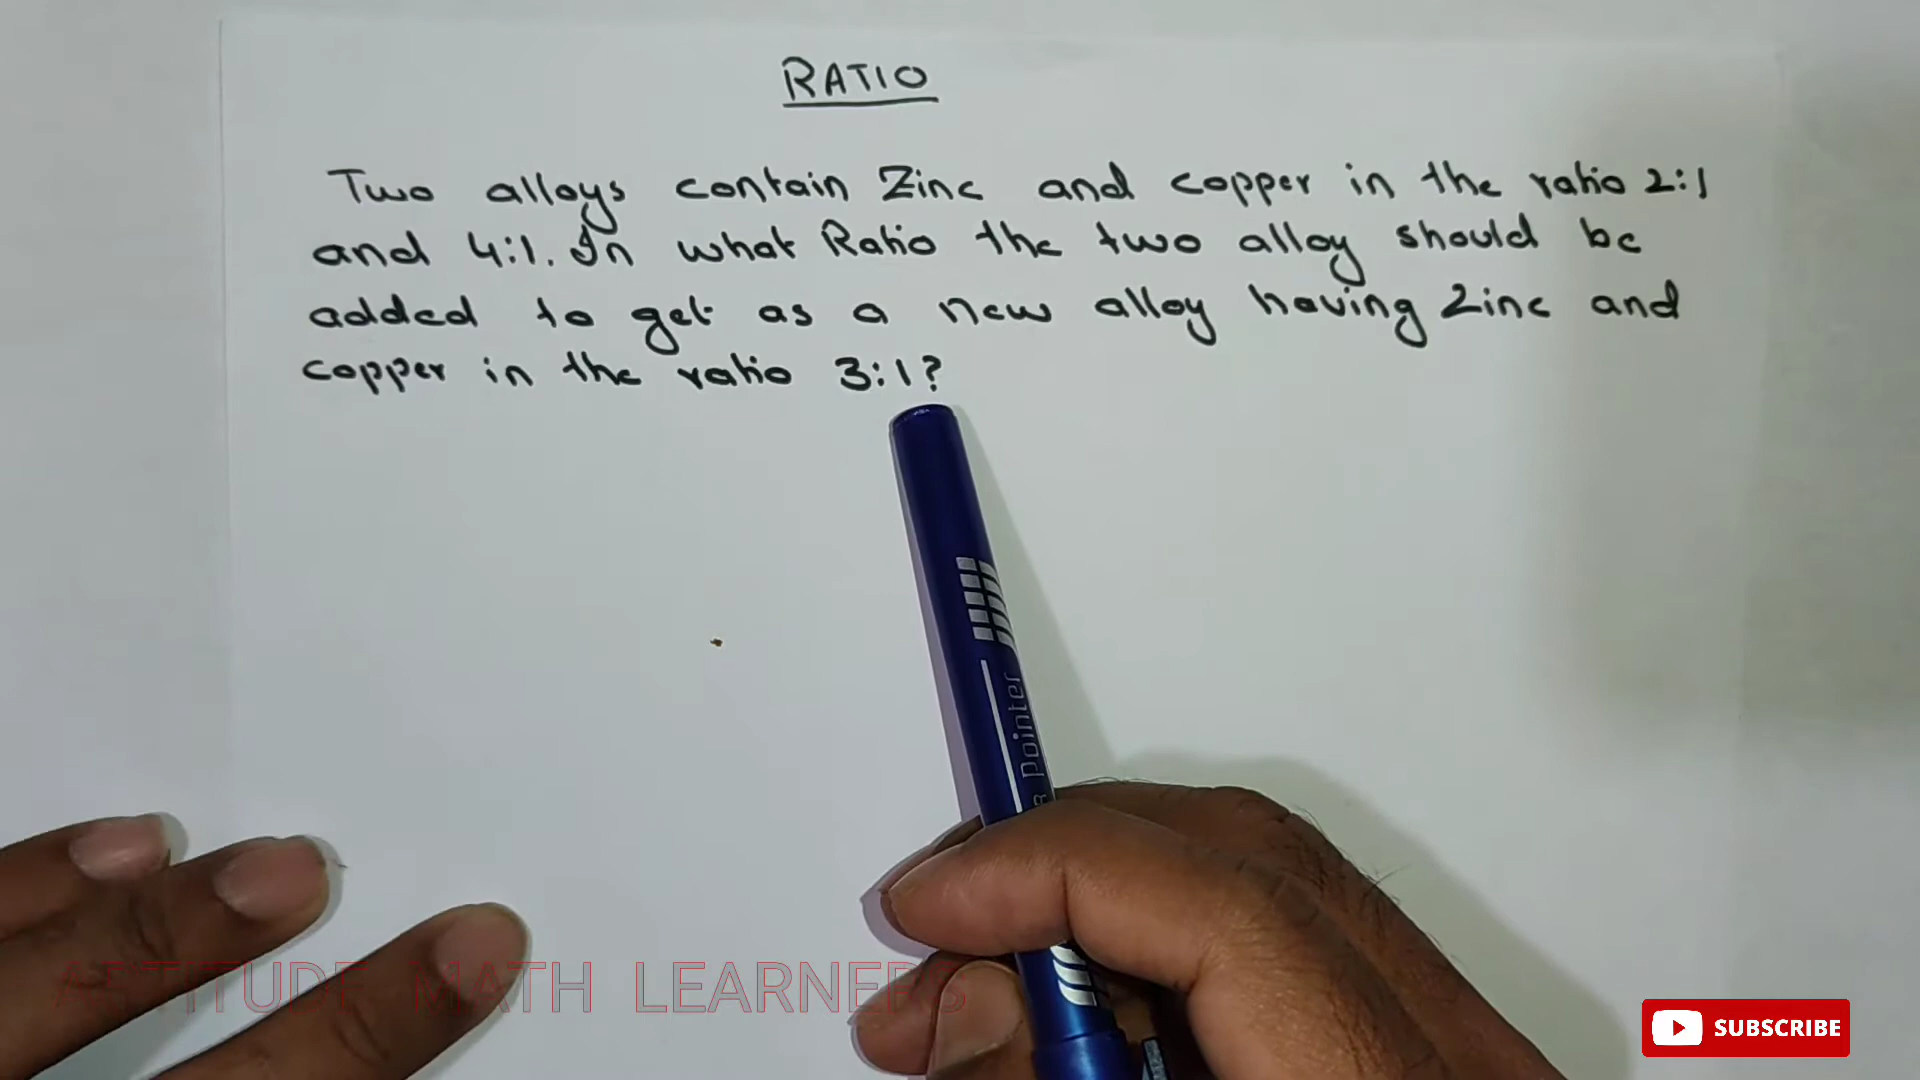 RATIO
Two alloys contain Zinc and copper in the ratio 2:1
and 4:1. In what Ratio the two alloy should be
added to get as a new alloy having Zinc and
copper in the ratio 3:1?
Pointer
APTITUDE MATH LEARNERS
SUBSCRIBE